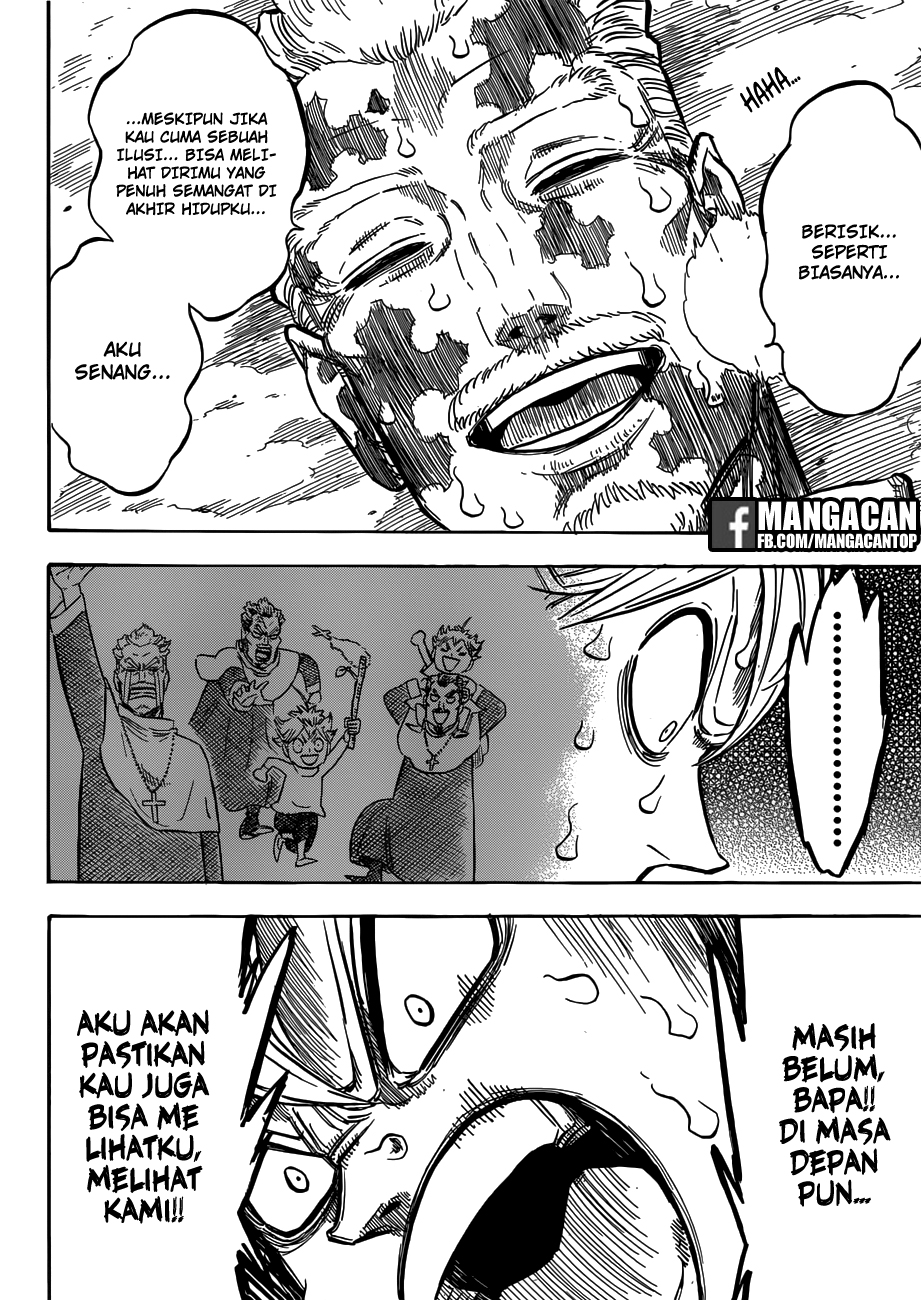 HAHA...
BERISIK...
SEPERTI
BIASANYA...
...MESKIPUN JIKA
KAU CUMA SEBUAH
ILUSI... BISA MELI-
HAT DIRIMU YANG
PENUH SEMANGAT DI
AKHIR HIDUPKU...
AKU
SENANG...
f MANGACAN
FB.COM/MANGACANTOP
..........
MASIH
BELUM,
BAPA!!
DI MASA
DEPAN
PUN...
AKU AKAN
PASTIKAN
KAU JUGA
BISA ME
LIHATKU,
MELIHAT
KAMI!!